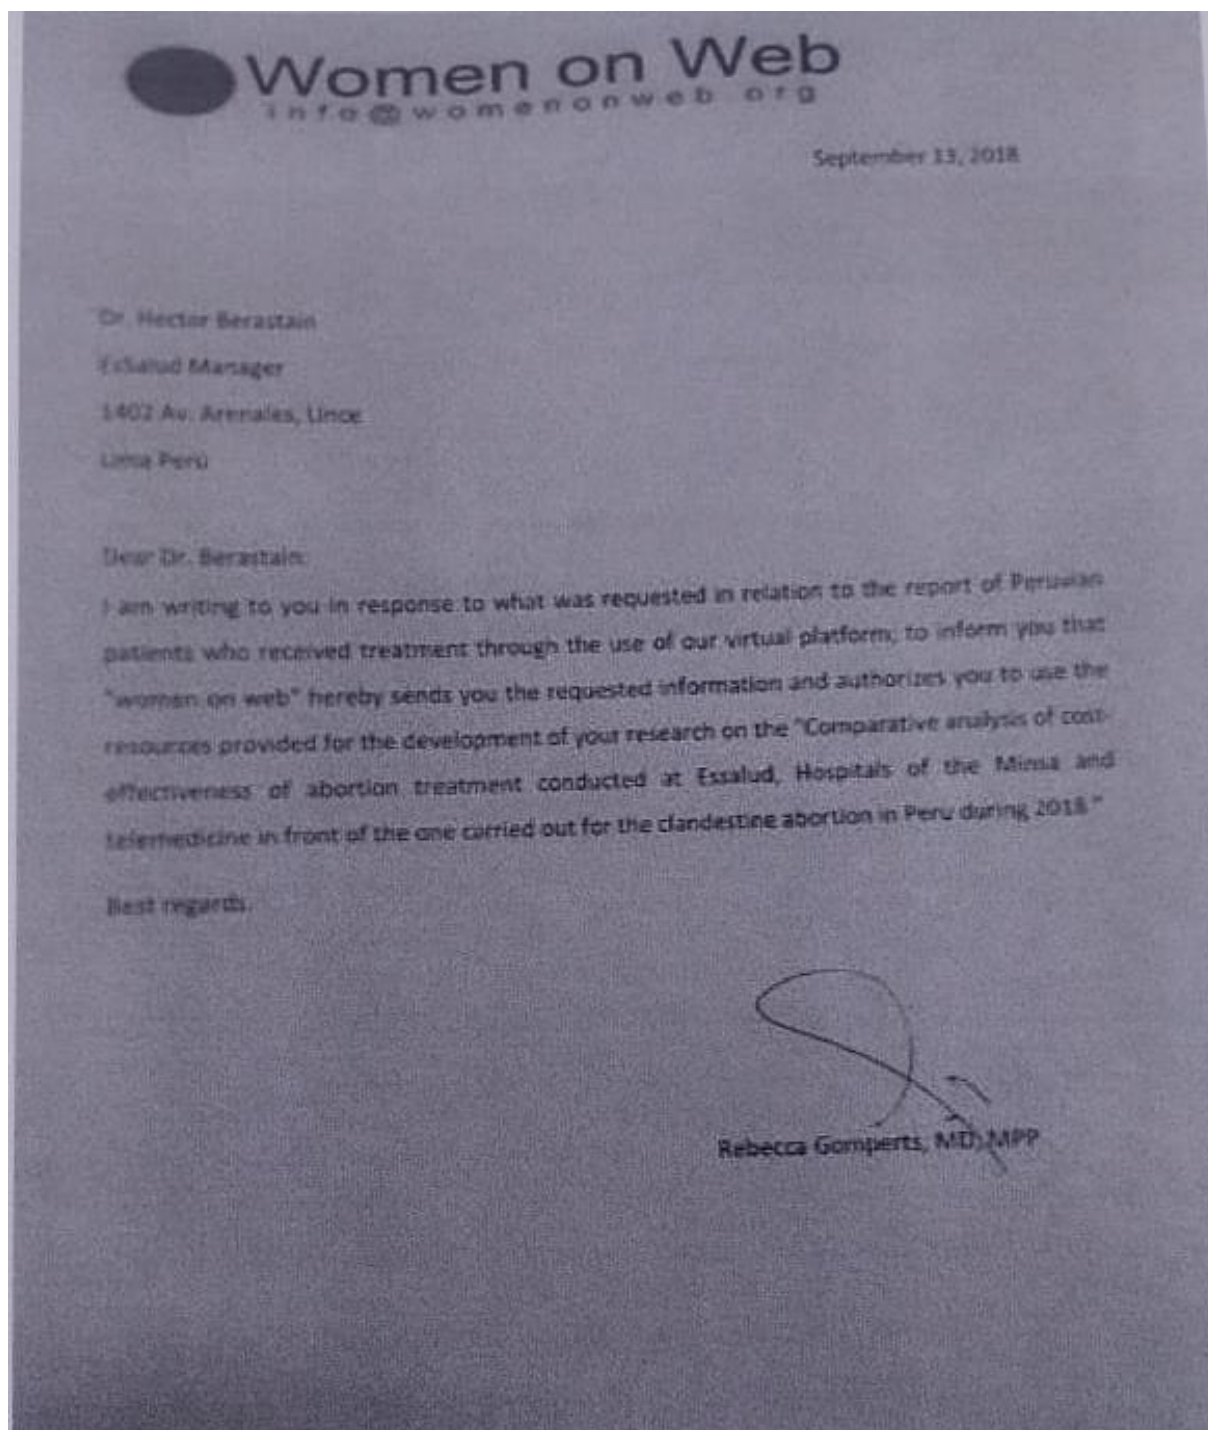 Women on Web
info@womenonweb.org
September 13, 2018
Dr. Hector Berastain
EsSalud Manager
1402 Av. Arenales, Lince
Lima Perú
Dear Dr. Berastain:
I am writing to you in response to what was requested in relation to the report of Peruvian
patients who received treatment through the use of our virtual platform; to inform you that
"women on web" hereby sends you the requested information and authorizes you to use the
resources provided for the development of your research on the "Comparative analysis of cost-
effectiveness of abortion treatment conducted at Essalud, Hospitals of the Minsa and
telemedicine in front of the one carried out for the clandestine abortion in Peru during 2018"
Best regards.
Rebecca Gomperts, MD, MPP